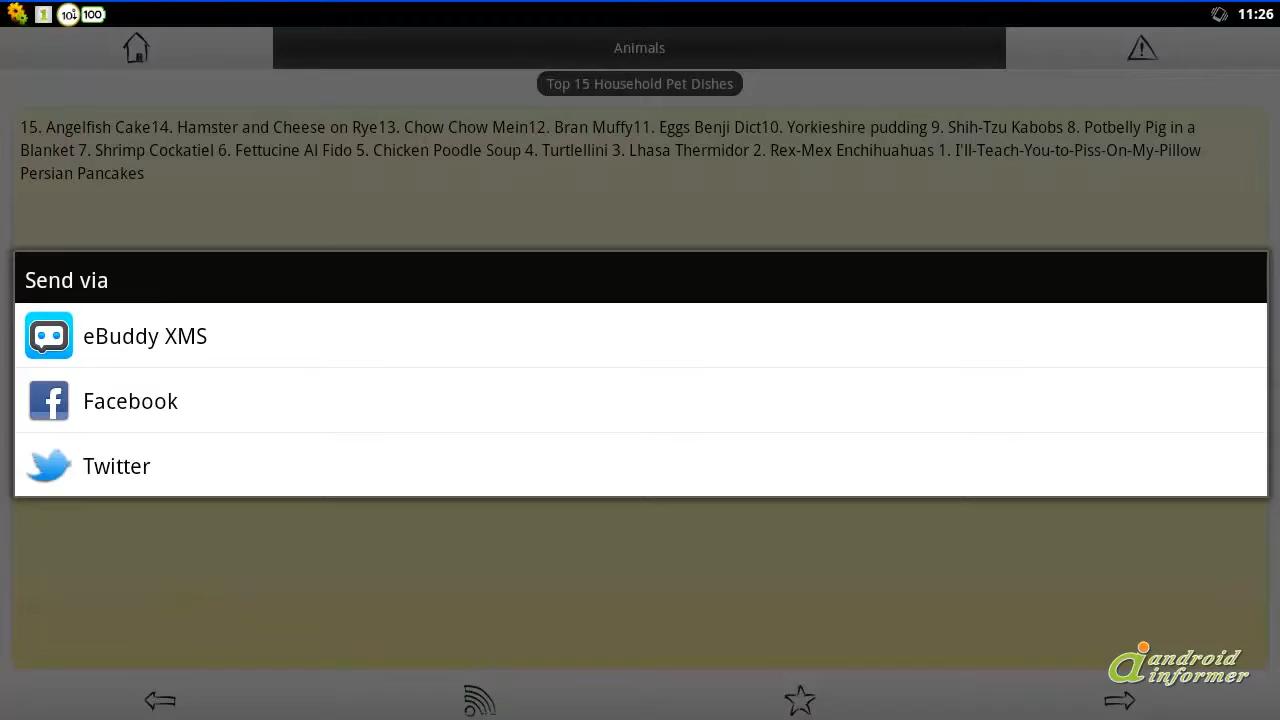 11:26
Animals
Top 15 Household Pet Dishes
15. Angelfish Cake14. Hamster and Cheese on Rye13. Chow Chow Mein12. Bran Muffy11. Eggs Benji Dict10. Yorkieshire pudding 9. Shih-Tzu Kabobs 8. Potbelly Pig in a
Blanket 7. Shrimp Cockatiel 6. Fettucine Al Fido 5. Chicken Poodle Soup 4. Turtlellini 3. Lhasa Thermidor 2. Rex-Mex Enchihuahuas 1. I'll-Teach-You-to-Piss-On-My-Pillow
Persian Pancakes
Send via
eBuddy XMS
Facebook
Twitter
android
informer